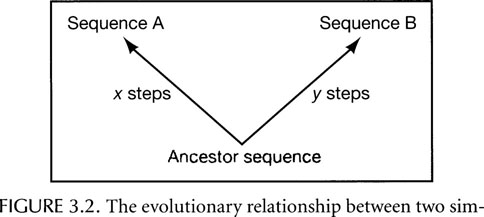 Sequence A Sequence B
x steps y steps
Ancestor sequence
FIGURE 3.2. The evolutionary relationship between two sim-